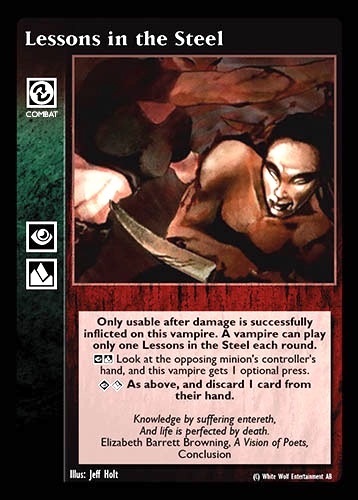 Lessons in the Steel
COMBAT
Only usable after damage is successfully
inflicted on this vampire. A vampire can play
only one Lessons in the Steel each round.
Look at the opposing minion's controller's
hand, and this vampire gets 1 optional press.
As above, and discard 1 card from
their hand.
Knowledge by suffering entereth,
And life is perfected by death.
Elizabeth Barrett Browning, A Vision of Poets,
Conclusion
Illus: Jeff Holt
(C) White Wolf Entertainment AB